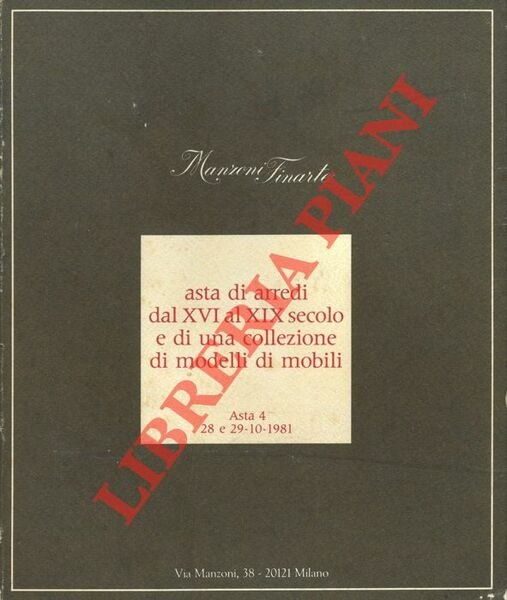 Manzoni Finarte
asta di arredi
dal XVI al XIX secolo
e di una collezione
di modelli di mobili
Asta 4
28 e 29-10-1981
Via Manzoni, 38 - 20121 Milano
LIBRERIA PIANI